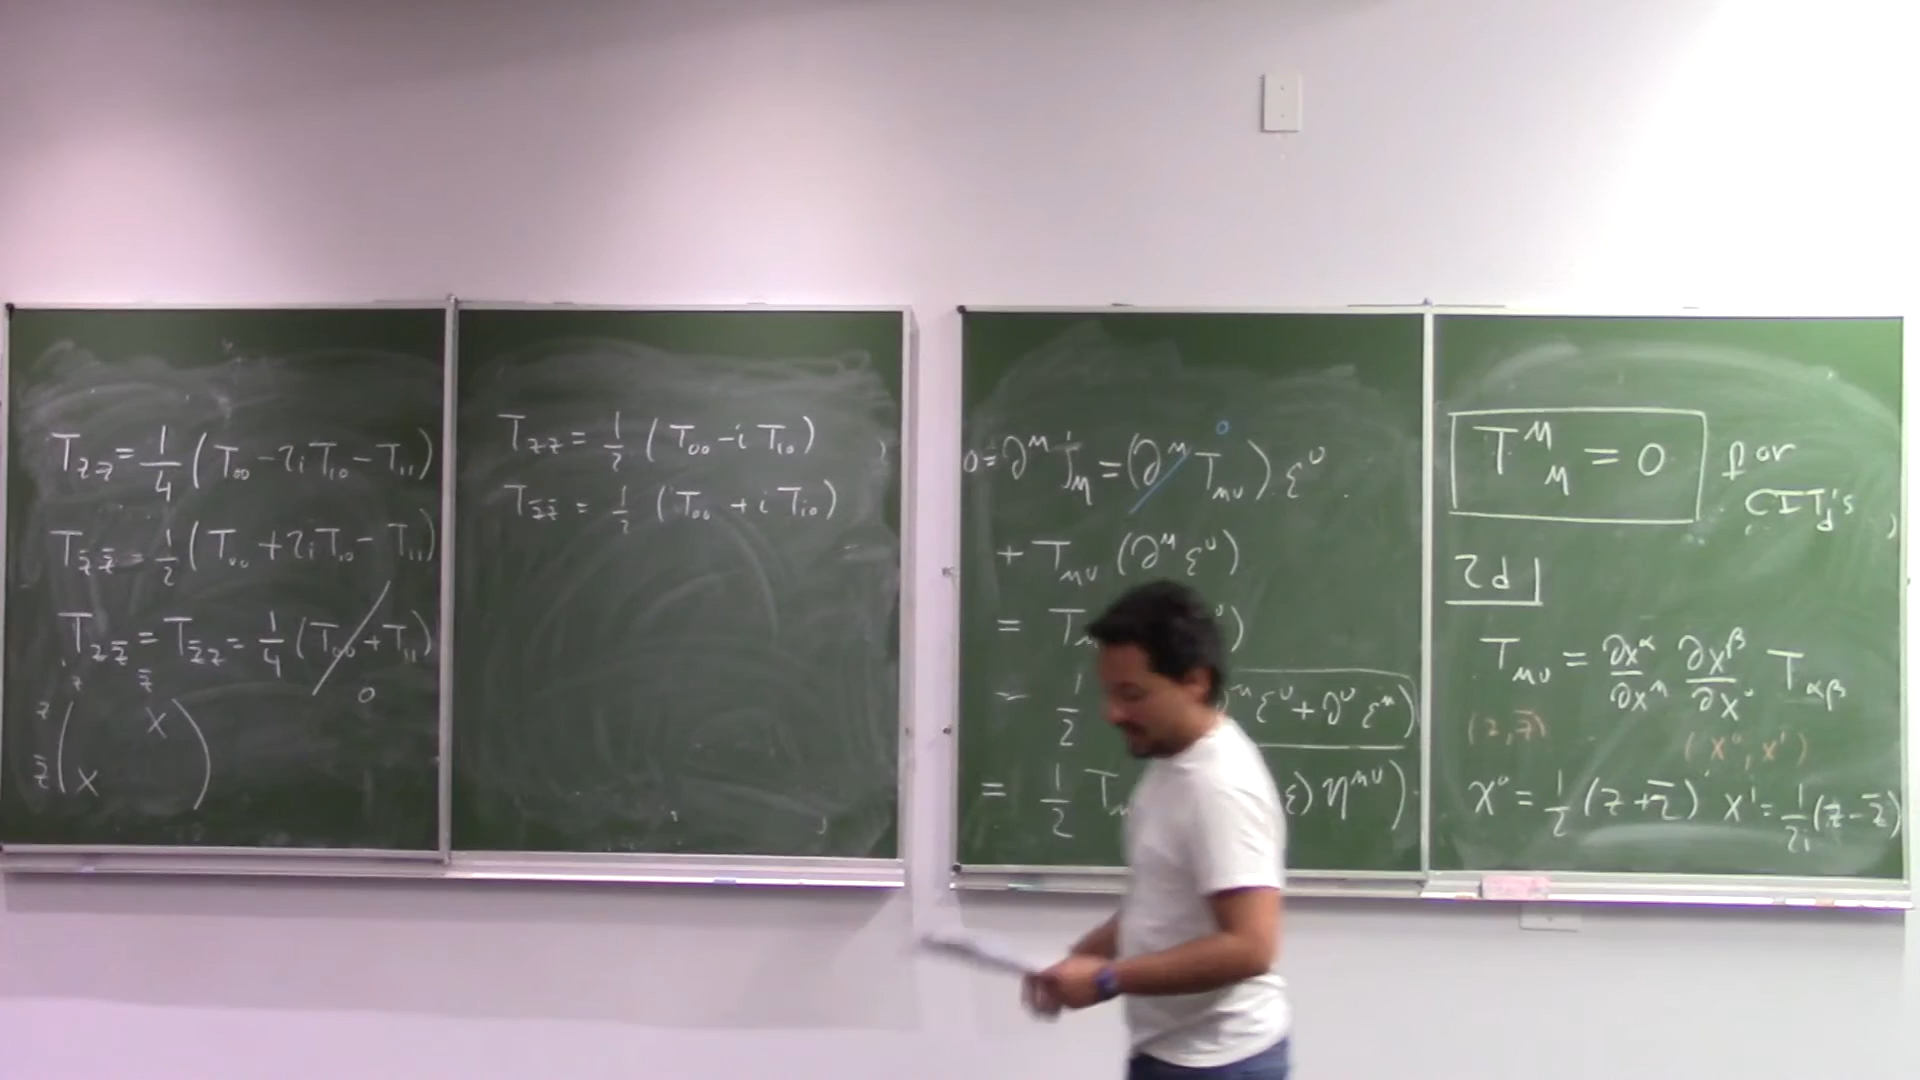 T_{zz} = 1/4 (T_{00} - 2i T_{10} - T_{11})
T_{z̄z̄} = 1/2 (T_{00} + 2i T_{10} - T_{11})
T_{zz̄} = T_{z̄z} = 1/4 (T_{00} + T_{11}) 0
z z̄
z ( X )
z̄ ( X )
T_{zz} = 1/2 (T_{00} - i T_{10})
T_{z̄z̄} = 1/2 (T_{00} + i T_{10})
0 = ∂^μ j_μ = (∂^μ T_{μν}) ε^ν 0
+ T_{μν} (∂^μ ε^ν)
= T
= 1/2 ε^ν + ∂^ν ε^μ)
= 1/2 T ε) η^{μν})
T^μ_μ = 0 for
CFT's
2d
T_{μν} = ∂x^α/∂x^μ ∂x^β/∂x^ν T_{αβ}
(z, z̄) (x^0, x^1)
x^0 = 1/2 (z + z̄) x^1 = 1/2i (z - z̄)